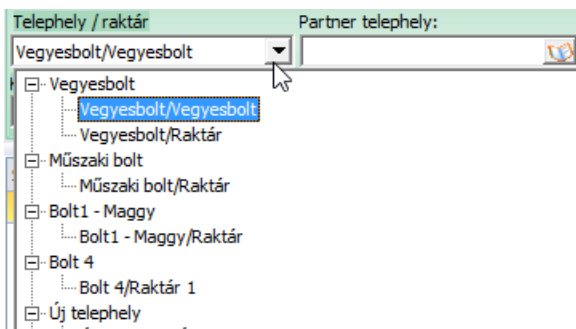 Telephely / raktár
Partner telephely:
Vegyesbolt/Vegyesbolt
Vegyesbolt
Vegyesbolt/Vegyesbolt
Vegyesbolt/Raktár
Műszaki bolt
Műszaki bolt/Raktár
Bolt1 - Maggy
Bolt1 - Maggy/Raktár
Bolt 4
Bolt 4/Raktár 1
Új telephely